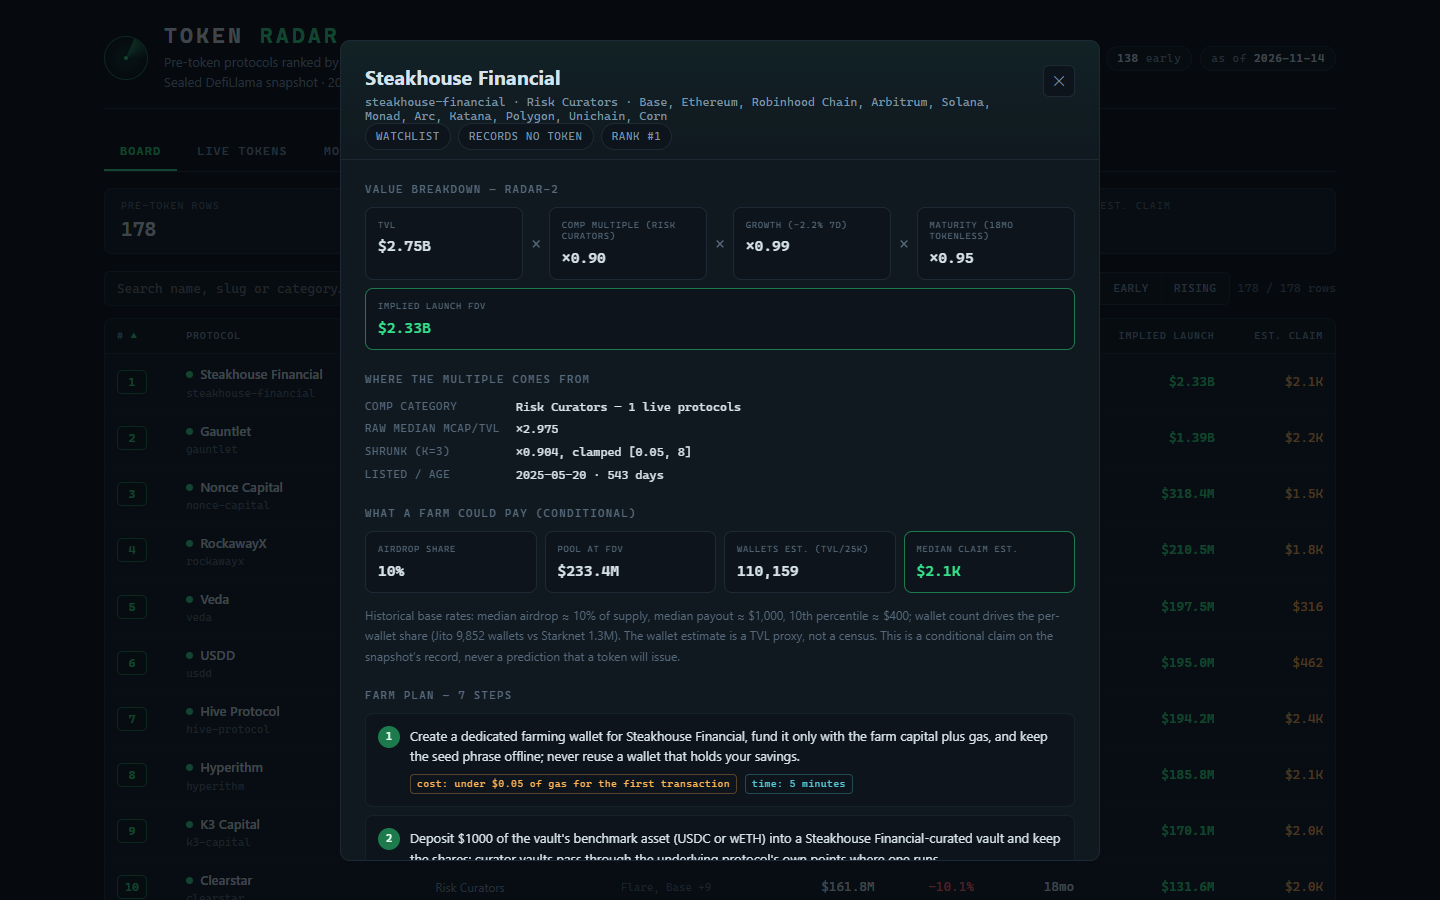 TOKEN RADAR
Pre-token protocols ranked by
Sealed DefiLlama snapshot · 20
138 early
as of 2026-11-14
BOARD
LIVE TOKENS
MO
PRE-TOKEN ROWS
178
EST. CLAIM
Search name, slug or category
EARLY
RISING
178 / 178 rows
# ▲
PROTOCOL
IMPLIED LAUNCH
EST. CLAIM
1
Steakhouse Financial
steakhouse-financial
$2.33B
$2.1K
2
Gauntlet
gauntlet
$1.39B
$2.2K
3
Nonce Capital
nonce-capital
$318.4M
$1.5K
4
RockawayX
rockawayx
$210.5M
$1.8K
5
Veda
veda
$197.5M
$316
6
USDD
usdd
$195.0M
$462
7
Hive Protocol
hive-protocol
$194.2M
$2.4K
8
Hyperithm
hyperithm
$185.8M
$2.1K
9
K3 Capital
k3-capital
$170.1M
$2.0K
10
Clearstar
clearstar
Risk Curators
Flare, Base +9
$161.8M
-10.1%
18mo
$131.6M
$2.0K
Steakhouse Financial
steakhouse-financial · Risk Curators · Base, Ethereum, Robinhood Chain, Arbitrum, Solana,
Monad, Arc, Katana, Polygon, Unichain, Corn
WATCHLIST
RECORDS NO TOKEN
RANK #1
VALUE BREAKDOWN — RADAR-2
TVL
$2.75B
×
COMP MULTIPLE (RISK
CURATORS)
×0.90
×
GROWTH (-2.2% 7D)
×0.99
×
MATURITY (18MO
TOKENLESS)
×0.95
IMPLIED LAUNCH FDV
$2.33B
WHERE THE MULTIPLE COMES FROM
COMP CATEGORY
Risk Curators — 1 live protocols
RAW MEDIAN MCAP/TVL
×2.975
SHRUNK (K=3)
×0.904, clamped [0.05, 8]
LISTED / AGE
2025-05-20 · 543 days
WHAT A FARM COULD PAY (CONDITIONAL)
AIRDROP SHARE
10%
POOL AT FDV
$233.4M
WALLETS EST. (TVL/25K)
110,159
MEDIAN CLAIM EST.
$2.1K
Historical base rates: median airdrop ≈ 10% of supply, median payout ≈ $1,000, 10th percentile ≈ $400; wallet count drives the per-
wallet share (Jito 9,852 wallets vs Starknet 1.3M). The wallet estimate is a TVL proxy, not a census. This is a conditional claim on the
snapshot's record, never a prediction that a token will issue.
FARM PLAN — 7 STEPS
1
Create a dedicated farming wallet for Steakhouse Financial, fund it only with the farm capital plus gas, and keep
the seed phrase offline; never reuse a wallet that holds your savings.
cost: under $0.05 of gas for the first transaction
time: 5 minutes
2
Deposit $1000 of the vault's benchmark asset (USDC or wETH) into a Steakhouse Financial-curated vault and keep
the shares; curator vaults pass through the underlying protocol's own points where one runs.